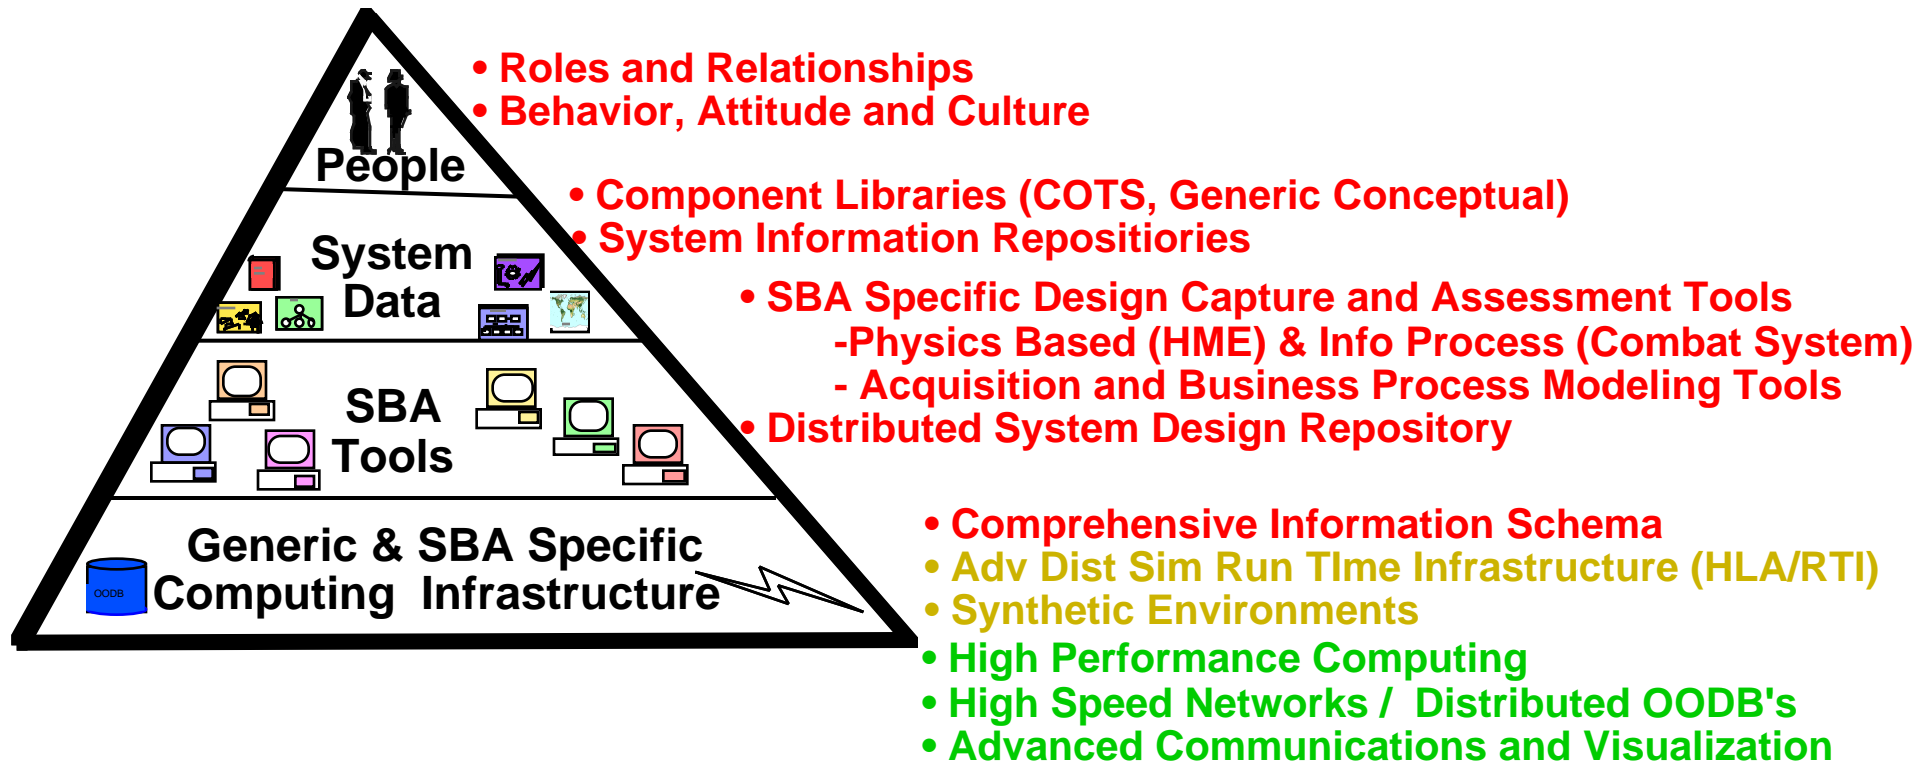 • Roles and Relationships
• Behavior, Attitude and Culture
People
• Component Libraries (COTS, Generic Conceptual)
• System Information Repositiories
System
Data
• SBA Specific Design Capture and Assessment Tools
-Physics Based (HME) & Info Process (Combat System)
- Acquisition and Business Process Modeling Tools
• Distributed System Design Repository
SBA
Tools
Generic & SBA Specific
Computing Infrastructure
OODB
• Comprehensive Information Schema
• Adv Dist Sim Run TIme Infrastructure (HLA/RTI)
• Synthetic Environments
• High Performance Computing
• High Speed Networks / Distributed OODB's
• Advanced Communications and Visualization